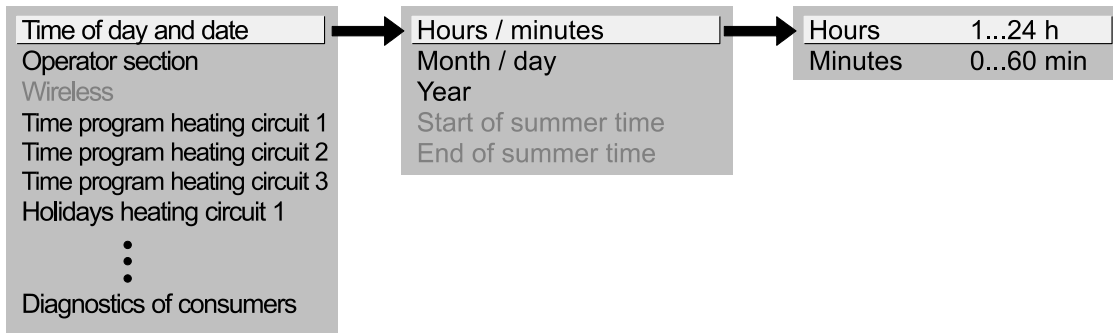 Time of day and date
Operator section
Wireless
Time program heating circuit 1
Time program heating circuit 2
Time program heating circuit 3
Holidays heating circuit 1
Diagnostics of consumers
Hours / minutes
Month / day
Year
Start of summer time
End of summer time
Hours 1...24 h
Minutes 0...60 min